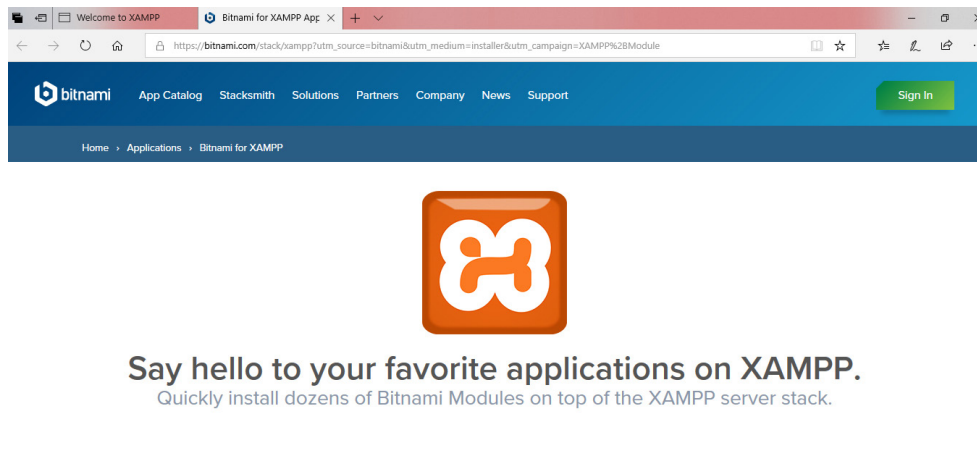 Welcome to XAMPP
Bitnami for XAMPP App
https://bitnami.com/stack/xampp?utm_source=bitnami&utm_medium=installer&utm_campaign=XAMPP%2BModule
bitnami App Catalog Stacksmith Solutions Partners Company News Support Sign In
Home › Applications › Bitnami for XAMPP
Say hello to your favorite applications on XAMPP.
Quickly install dozens of Bitnami Modules on top of the XAMPP server stack.